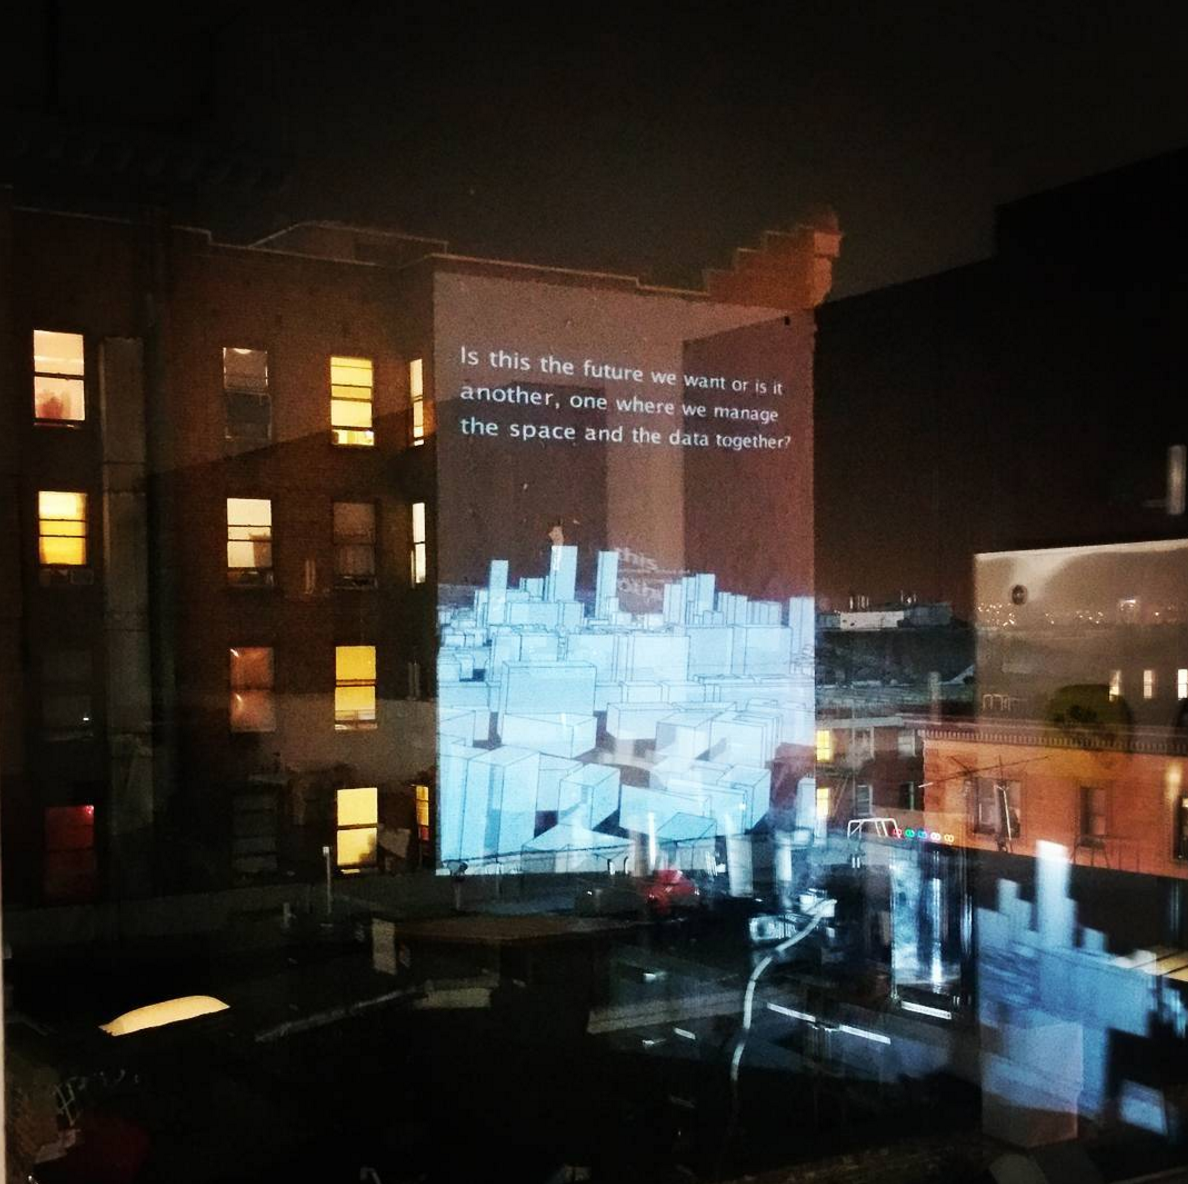 Is this the future we want or is it
another, one where we manage
the space and the data together?
this